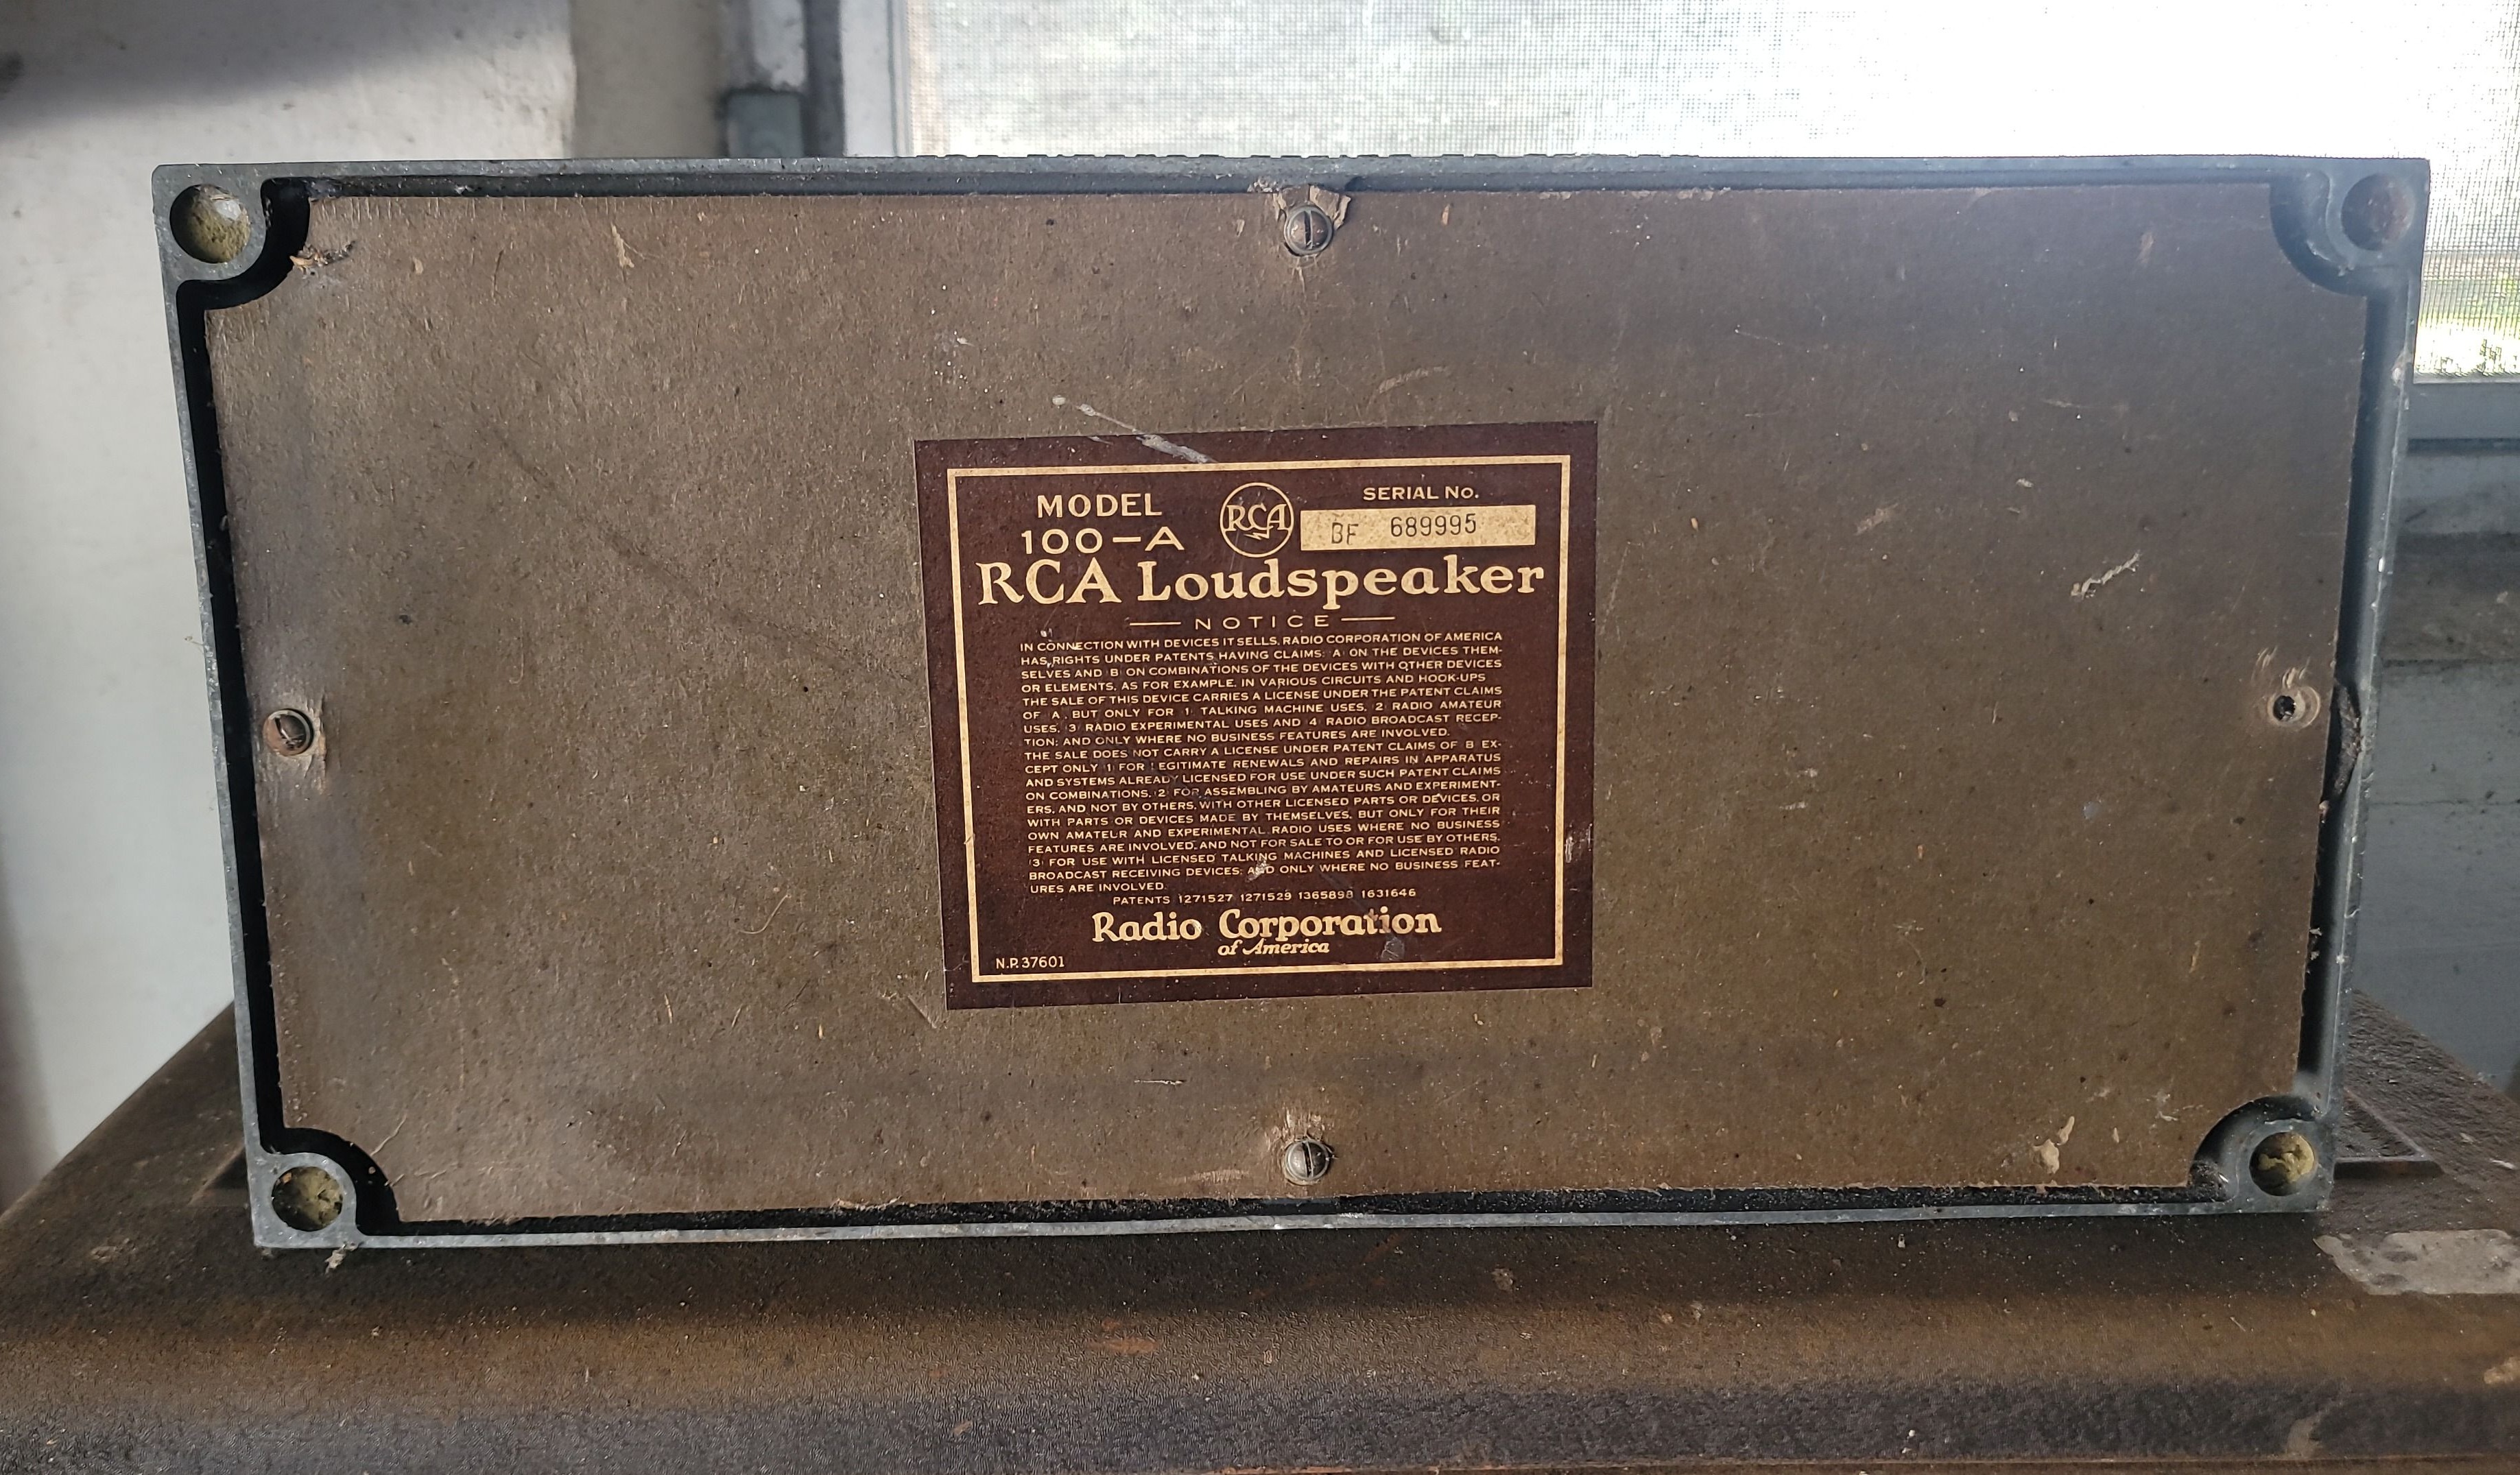 MODEL
100-A
RCA
SERIAL No.
BF 689995
RCA Loudspeaker
NOTICE
IN CONNECTION WITH DEVICES IT SELLS, RADIO CORPORATION OF AMERICA
HAS RIGHTS UNDER PATENTS HAVING CLAIMS: A ON THE DEVICES THEM-
SELVES AND B ON COMBINATIONS OF THE DEVICES WITH OTHER DEVICES
OR ELEMENTS, AS FOR EXAMPLE, IN VARIOUS CIRCUITS AND HOOK-UPS
THE SALE OF THIS DEVICE CARRIES A LICENSE UNDER THE PATENT CLAIMS
OF A, BUT ONLY FOR 1 TALKING MACHINE USES, 2 RADIO AMATEUR
USES, 3 RADIO EXPERIMENTAL USES AND 4 RADIO BROADCAST RECEP-
TION; AND ONLY WHERE NO BUSINESS FEATURES ARE INVOLVED.
THE SALE DOES NOT CARRY A LICENSE UNDER PATENT CLAIMS OF B EX-
CEPT ONLY 1 FOR LEGITIMATE RENEWALS AND REPAIRS IN APPARATUS
AND SYSTEMS ALREADY LICENSED FOR USE UNDER SUCH PATENT CLAIMS
ON COMBINATIONS, 2 FOR ASSEMBLING BY AMATEURS AND EXPERIMENT-
ERS, AND NOT BY OTHERS, WITH OTHER LICENSED PARTS OR DEVICES, OR
WITH PARTS OR DEVICES MADE BY THEMSELVES, BUT ONLY FOR THEIR
OWN AMATEUR AND EXPERIMENTAL RADIO USES WHERE NO BUSINESS
FEATURES ARE INVOLVED, AND NOT FOR SALE TO OR FOR USE BY OTHERS,
(3) FOR USE WITH LICENSED TALKING MACHINES AND LICENSED RADIO
BROADCAST RECEIVING DEVICES; AND ONLY WHERE NO BUSINESS FEAT-
URES ARE INVOLVED.
PATENTS 1271527 1271529 1365898 1631646
Radio Corporation
of America
N.P. 37601